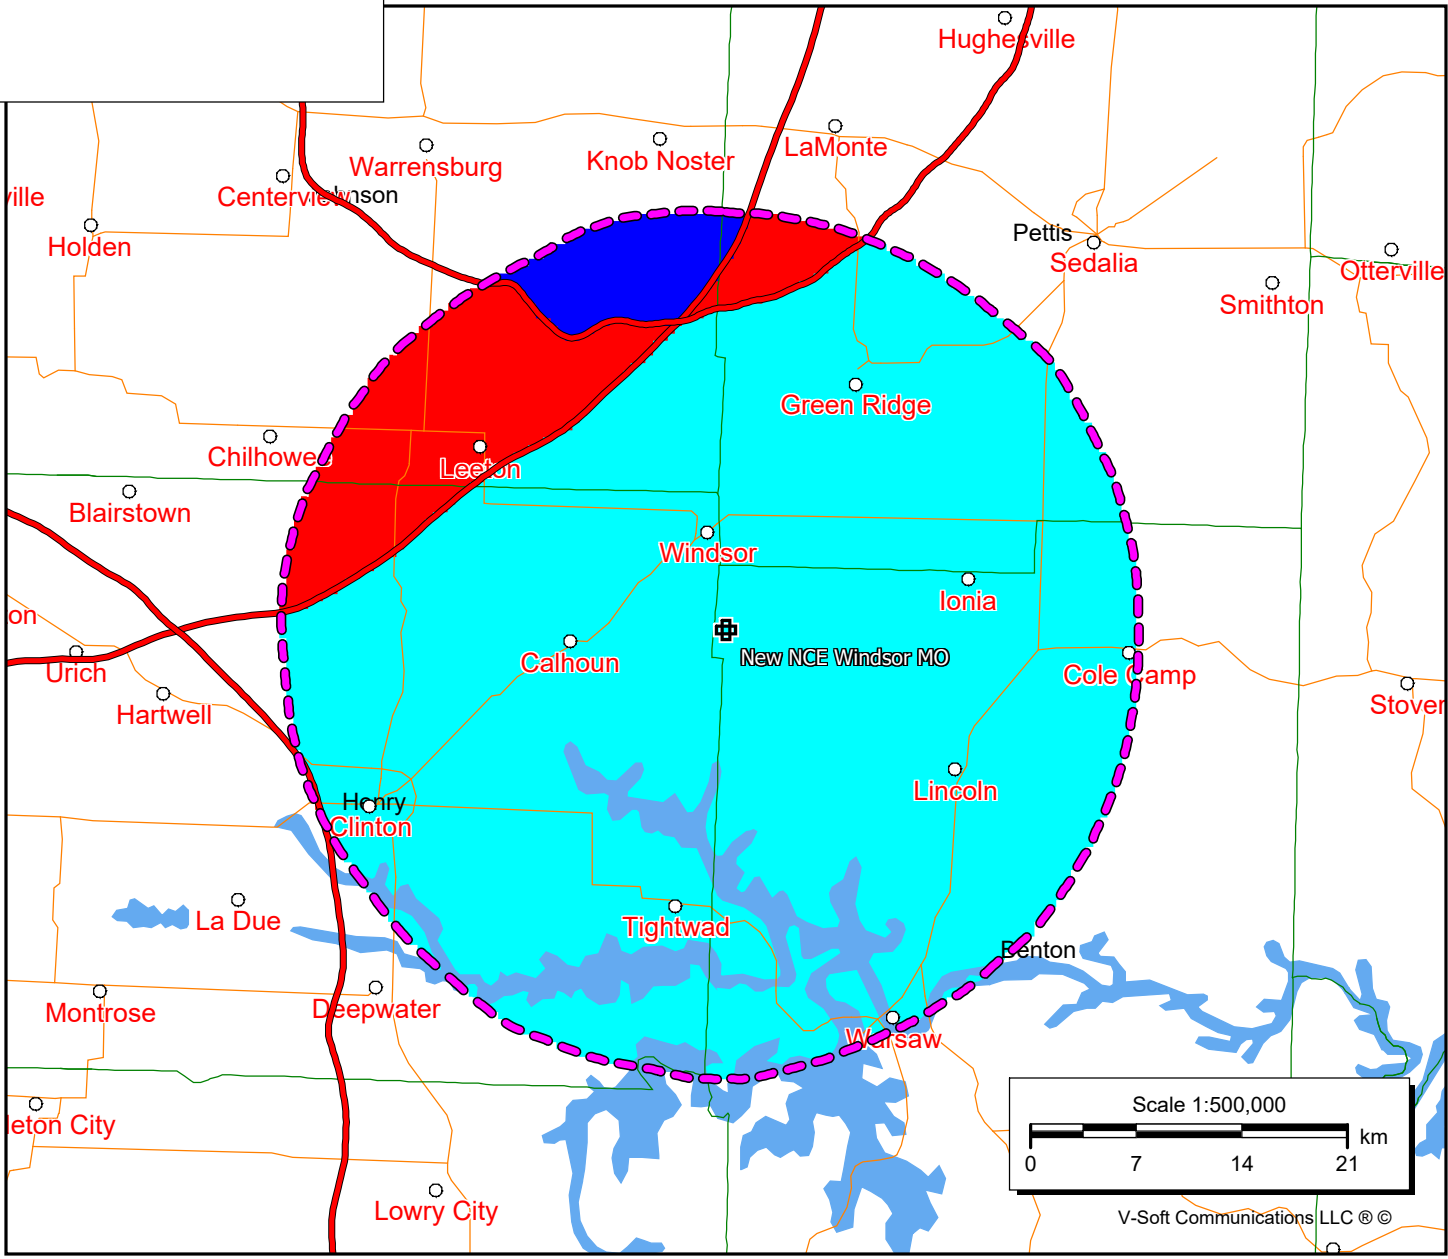 Hughesville
LaMonte
Knob Noster
Warrensburg
Centerview
Johnson
ville
Holden
Pettis
Sedalia
Otterville
Smithton
Green Ridge
Chilhowee
Leeton
Blairstown
Windsor
Ionia
on
Urich
Calhoun
New NCE Windsor MO
Cole Camp
Hartwell
Stover
Lincoln
Henry
Clinton
La Due
Tightwad
Benton
Montrose
Deepwater
Warsaw
leton City
Lowry City
Scale 1:500,000
km
0 7 14 21
V-Soft Communications LLC ® ©